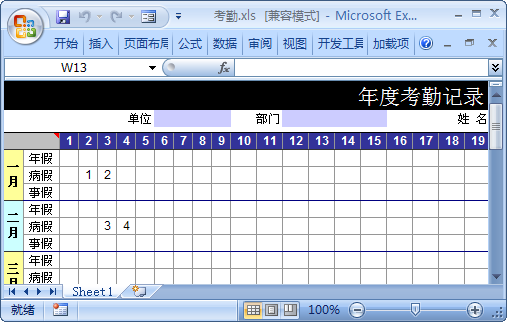 考勤.xls [兼容模式] - Microsoft Ex...
开始 插入 页面布局 公式 数据 审阅 视图 开发工具 加载项
W13 fx
年度考勤记录
单位 部门 姓 名
1 2 3 4 5 6 7 8 9 10 11 12 13 14 15 16 17 18 19
一月 年假
病假 1 2
事假
二月 年假
病假 3 4
事假
三 年假
病假
Sheet1
就绪 100%